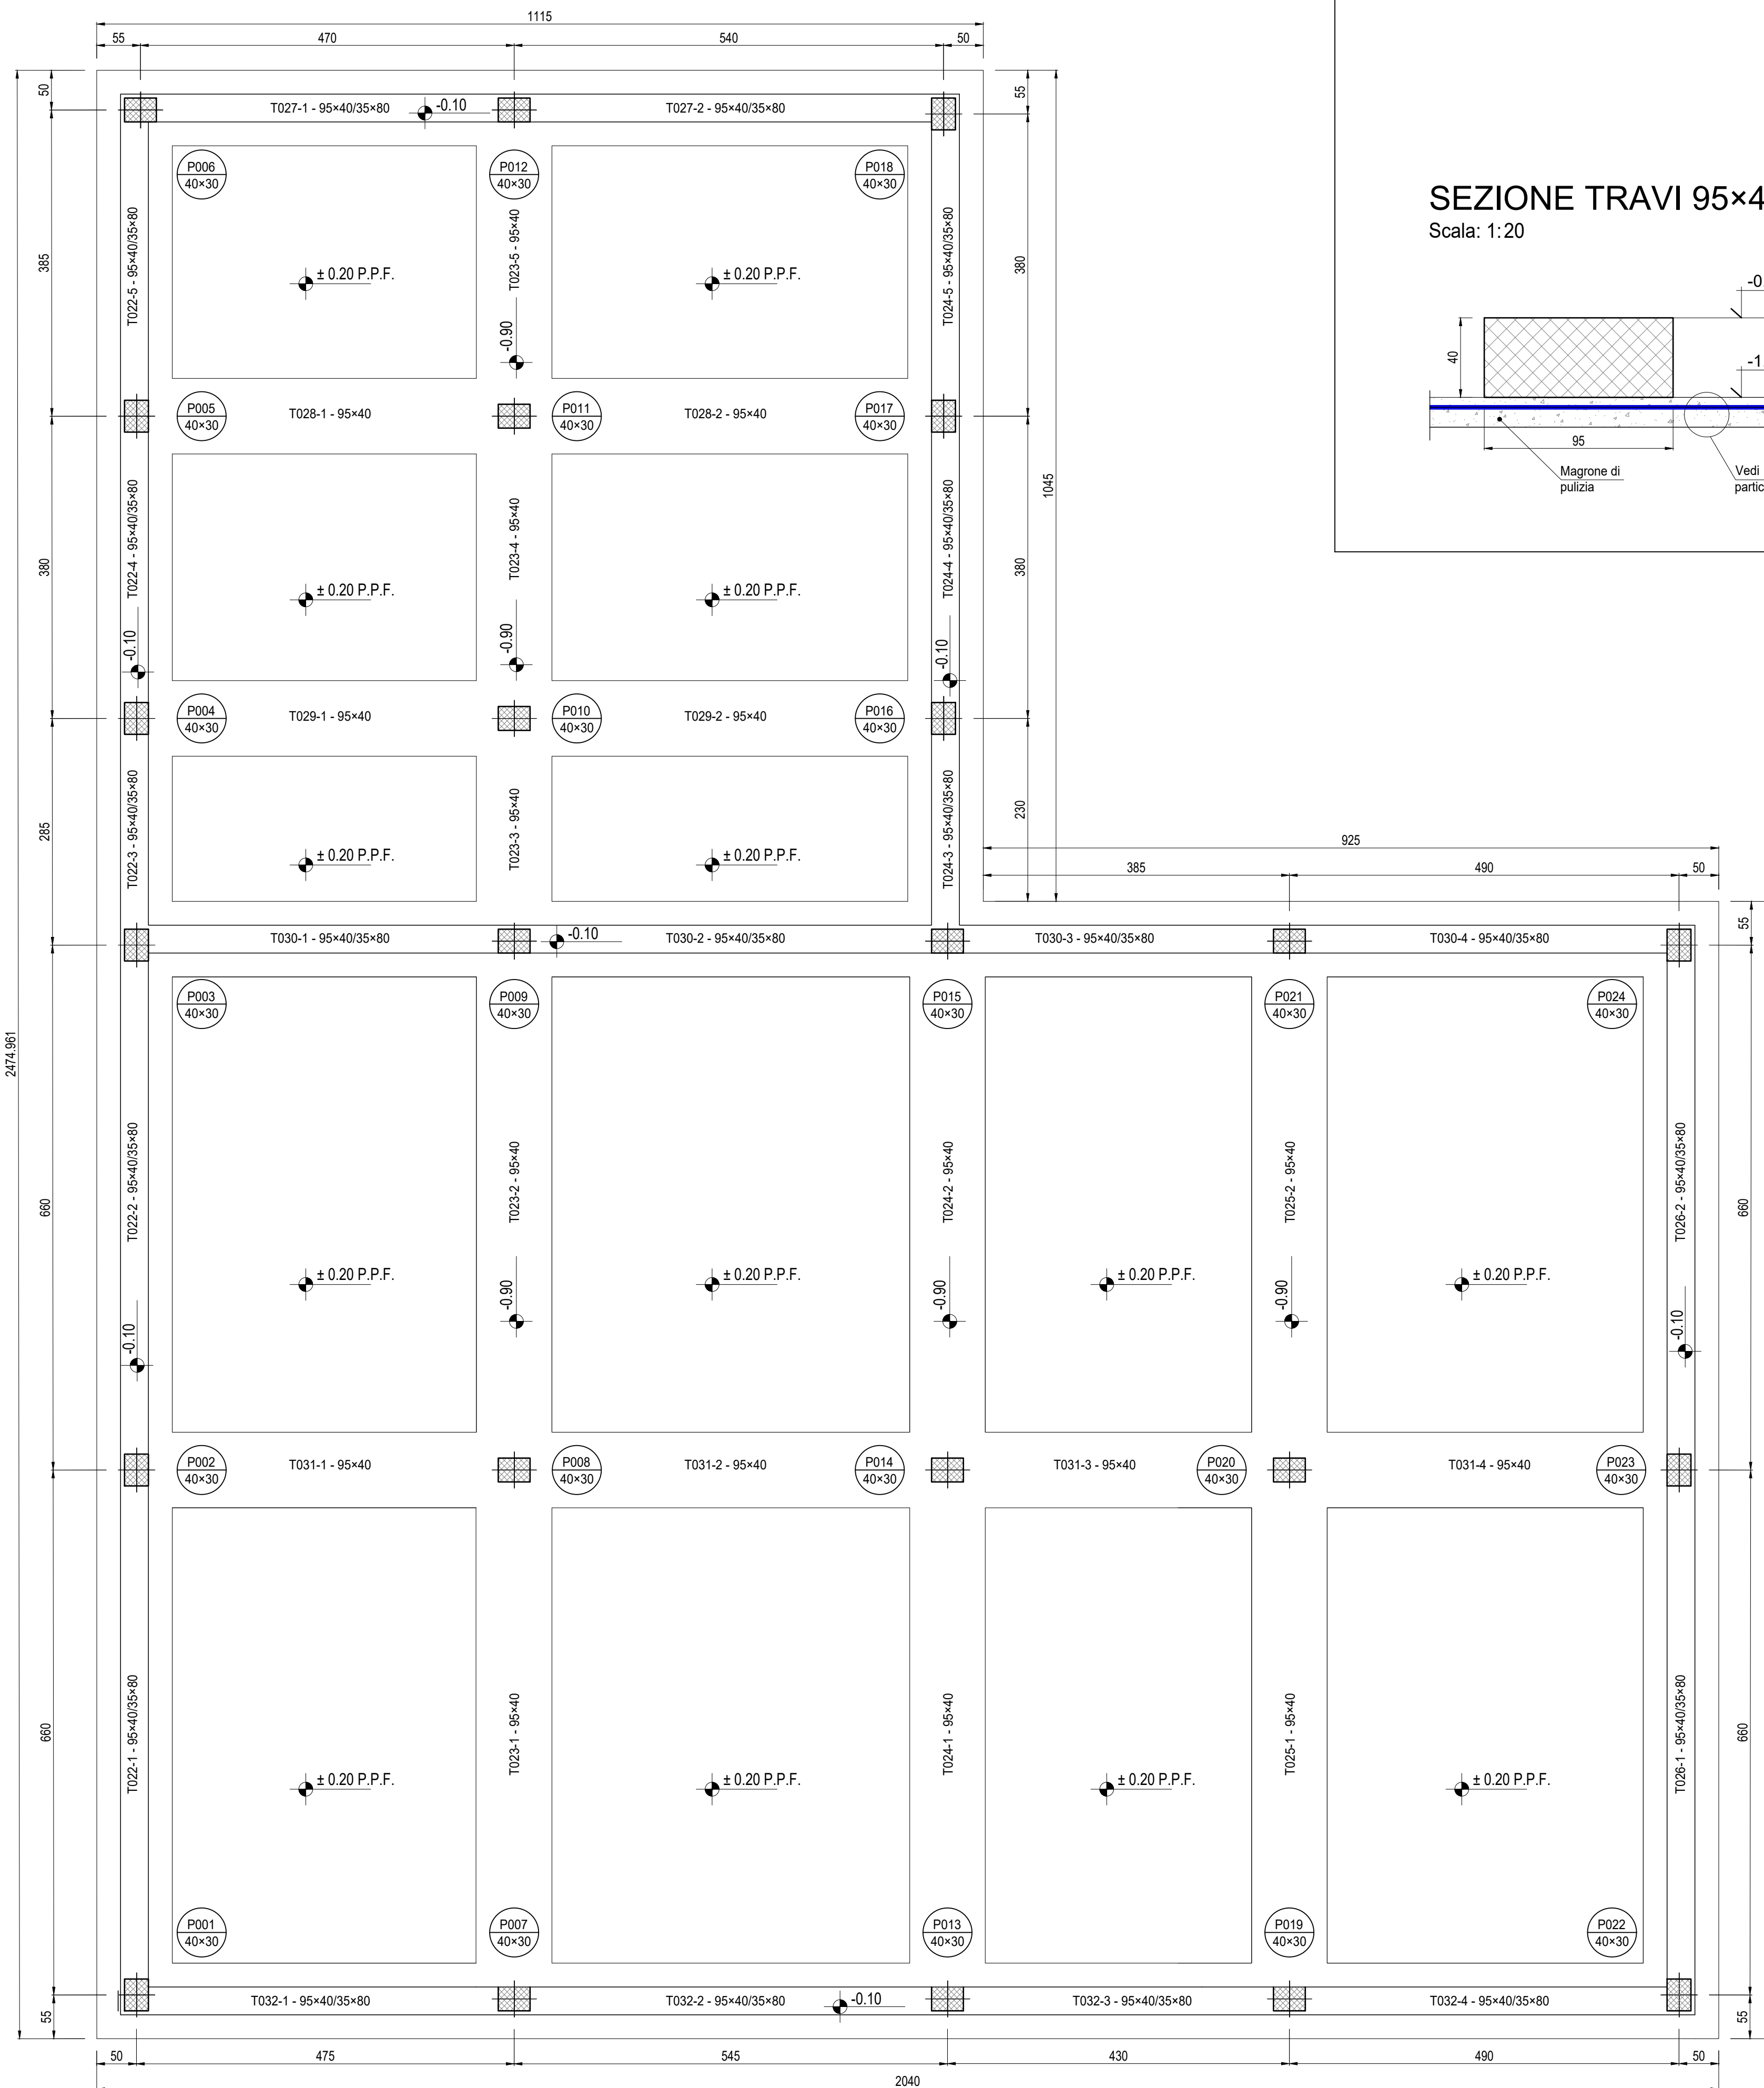 1115
55
470
540
50
50
55
T027-1 - 95×40/35×80
-0.10
T027-2 - 95×40/35×80
P006
40×30
P012
40×30
P018
40×30
SEZIONE TRAVI 95×4
Scala: 1:20
T022-5 - 95×40/35×80
T023-5 - 95×40
T024-5 - 95×40/35×80
385
380
± 0.20 P.P.F.
± 0.20 P.P.F.
-0
-0.90
40
-1
95
Magrone di
pulizia
Vedi
partic
P005
40×30
T028-1 - 95×40
P011
40×30
T028-2 - 95×40
P017
40×30
1045
T022-4 - 95×40/35×80
T023-4 - 95×40
T024-4 - 95×40/35×80
380
380
± 0.20 P.P.F.
± 0.20 P.P.F.
-0.10
-0.90
-0.10
P004
40×30
T029-1 - 95×40
P010
40×30
T029-2 - 95×40
P016
40×30
T022-3 - 95×40/35×80
T023-3 - 95×40
T024-3 - 95×40/35×80
285
230
± 0.20 P.P.F.
± 0.20 P.P.F.
925
385
490
50
55
T030-1 - 95×40/35×80
-0.10
T030-2 - 95×40/35×80
T030-3 - 95×40/35×80
T030-4 - 95×40/35×80
P003
40×30
P009
40×30
P015
40×30
P021
40×30
P024
40×30
2474.961
T022-2 - 95×40/35×80
T023-2 - 95×40
T024-2 - 95×40
T025-2 - 95×40
T026-2 - 95×40/35×80
660
660
± 0.20 P.P.F.
± 0.20 P.P.F.
± 0.20 P.P.F.
± 0.20 P.P.F.
-0.10
-0.90
-0.90
-0.90
-0.10
P002
40×30
T031-1 - 95×40
P008
40×30
T031-2 - 95×40
P014
40×30
T031-3 - 95×40
P020
40×30
T031-4 - 95×40
P023
40×30
T022-1 - 95×40/35×80
T023-1 - 95×40
T024-1 - 95×40
T025-1 - 95×40
T026-1 - 95×40/35×80
660
660
± 0.20 P.P.F.
± 0.20 P.P.F.
± 0.20 P.P.F.
± 0.20 P.P.F.
P001
40×30
P007
40×30
P013
40×30
P019
40×30
P022
40×30
T032-1 - 95×40/35×80
T032-2 - 95×40/35×80
-0.10
T032-3 - 95×40/35×80
T032-4 - 95×40/35×80
55
55
50
475
545
430
490
50
2040